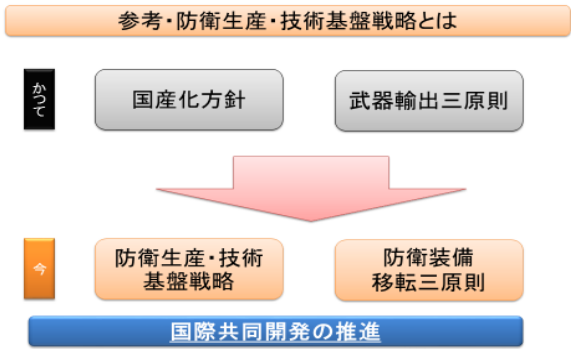 参考・防衛生産・技術基盤戦略とは
かつて
国産化方針
武器輸出三原則
今
防衛生産・技術
基盤戦略
防衛装備
移転三原則
国際共同開発の推進